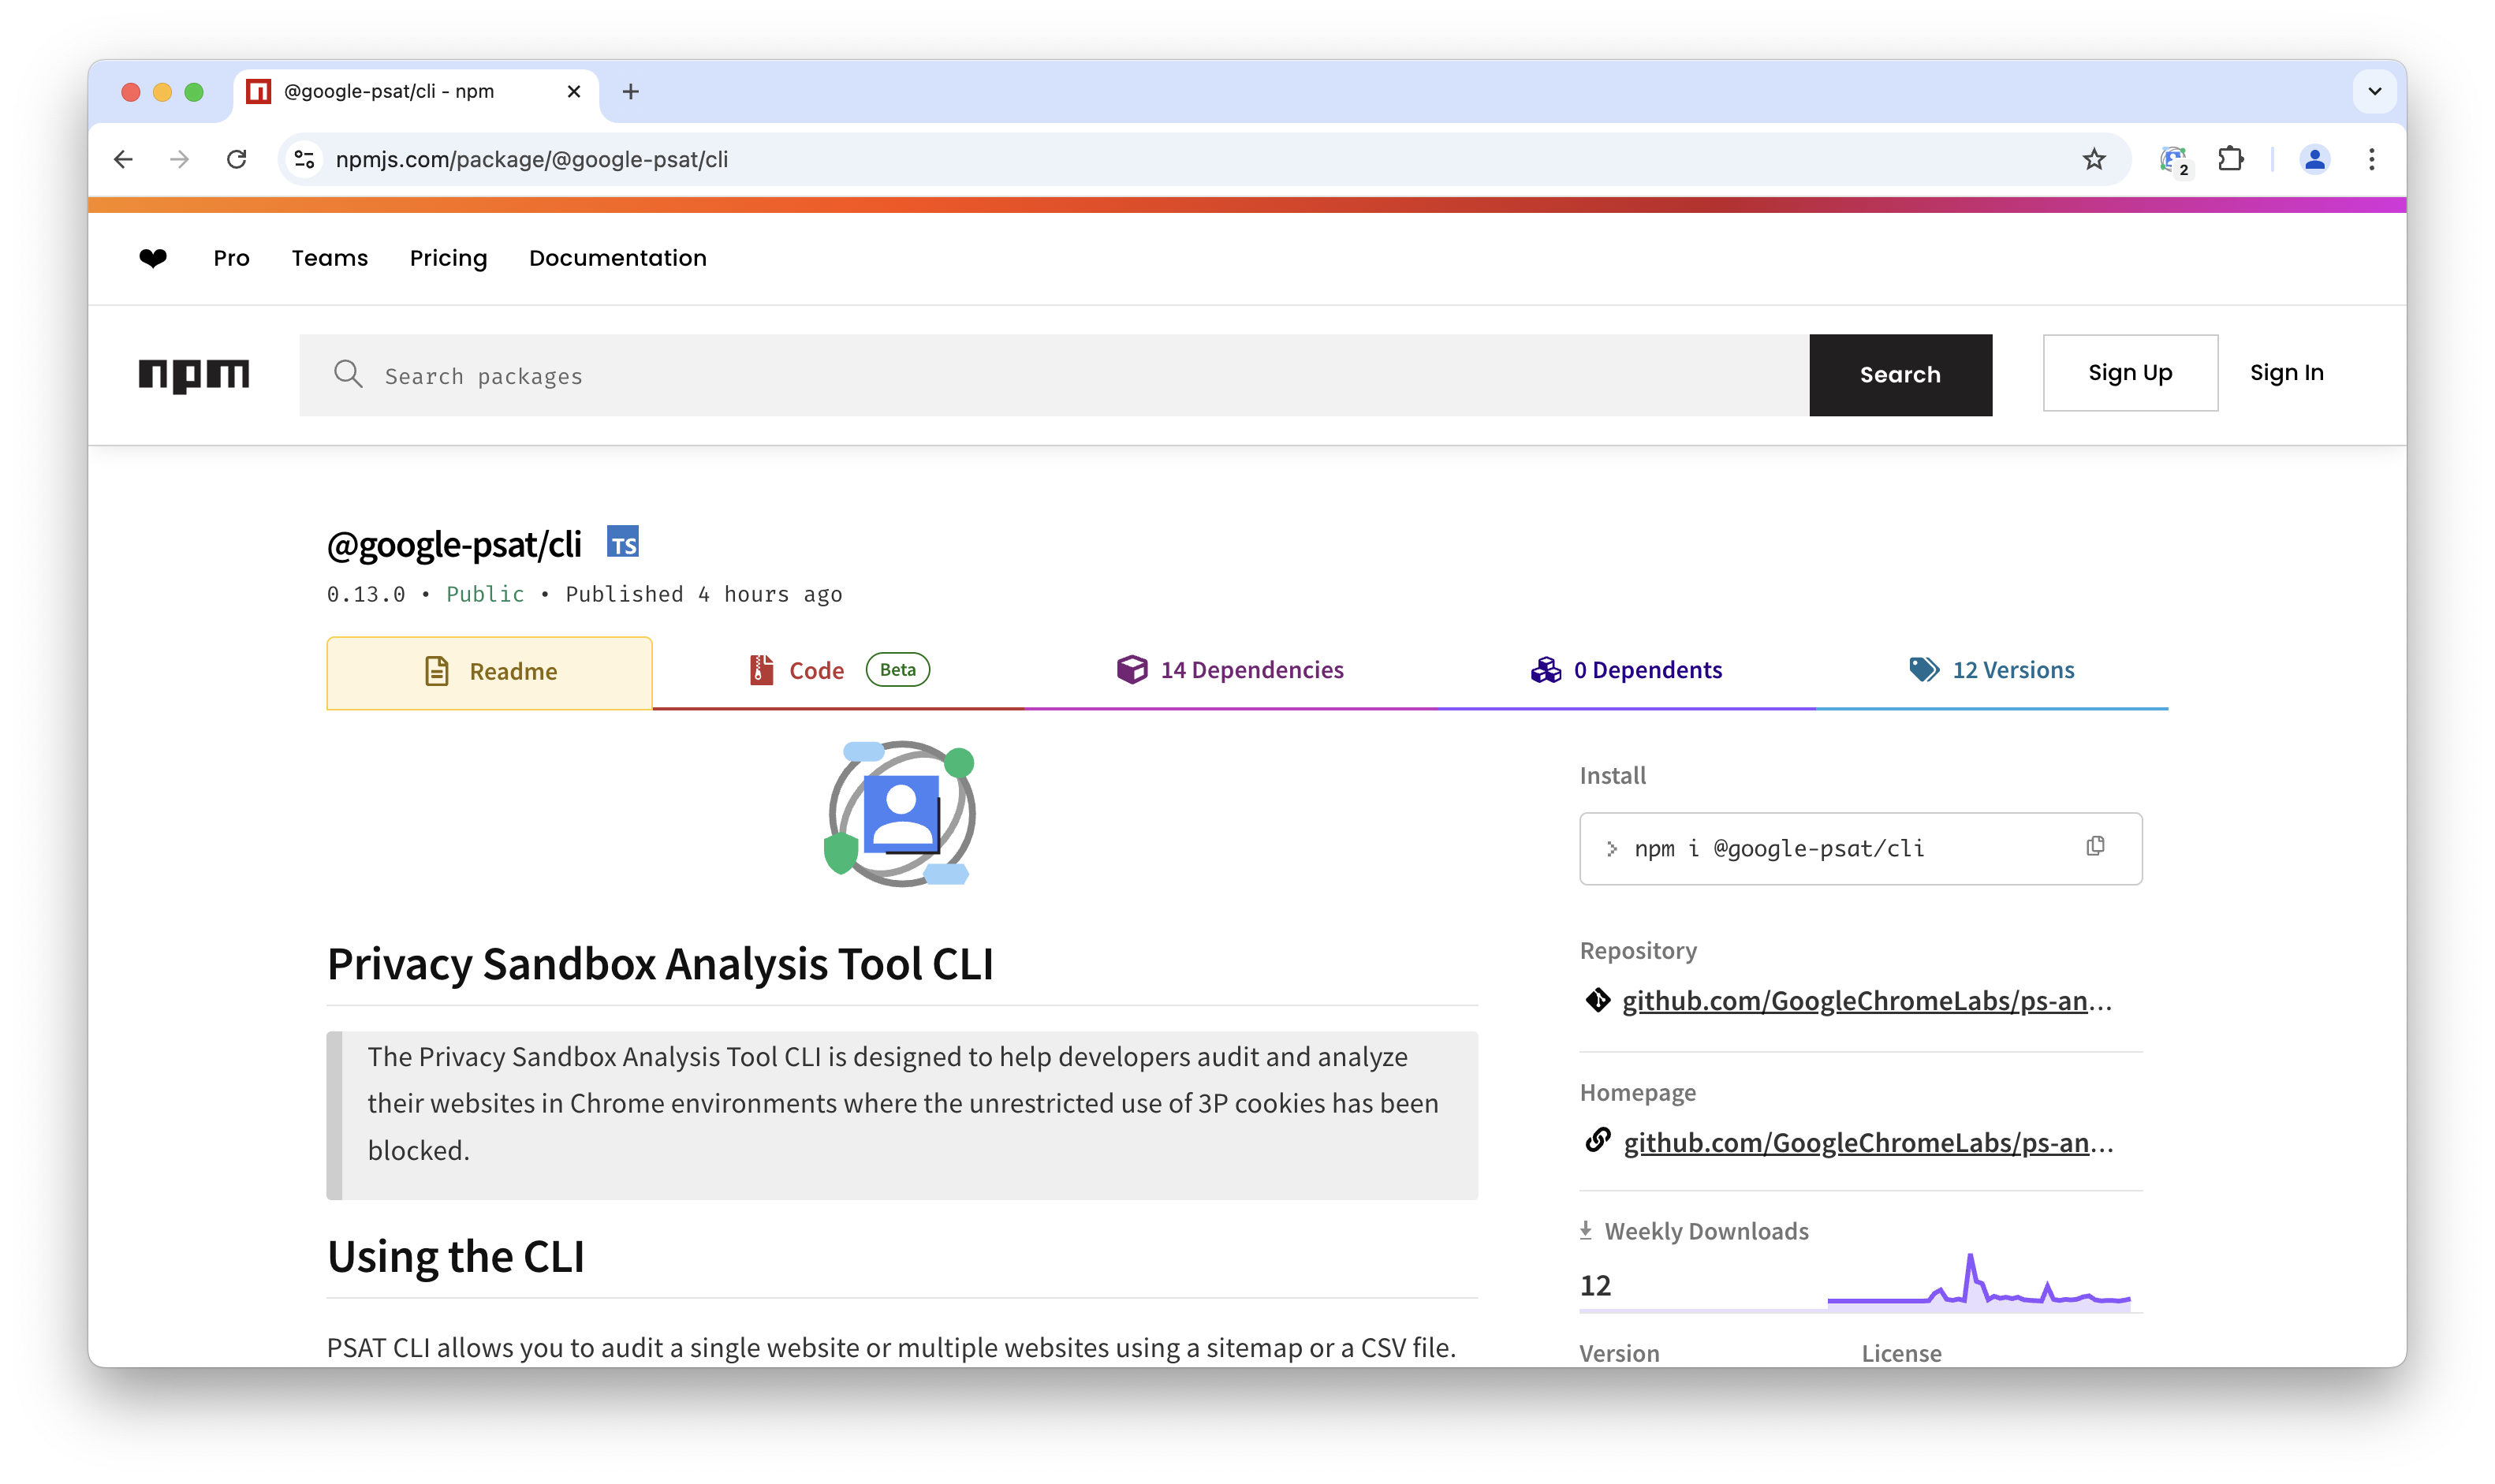 @google-psat/cli - npm
npmjs.com/package/@google-psat/cli
2
Pro Teams Pricing Documentation
npm
Search packages
Search
Sign Up
Sign In
@google-psat/cli TS
0.13.0 • Public • Published 4 hours ago
Readme
Code Beta
14 Dependencies
0 Dependents
12 Versions
Privacy Sandbox Analysis Tool CLI
The Privacy Sandbox Analysis Tool CLI is designed to help developers audit and analyze
their websites in Chrome environments where the unrestricted use of 3P cookies has been
blocked.
Using the CLI
PSAT CLI allows you to audit a single website or multiple websites using a sitemap or a CSV file.
Install
> npm i @google-psat/cli
Repository
github.com/GoogleChromeLabs/ps-an...
Homepage
github.com/GoogleChromeLabs/ps-an...
Weekly Downloads
12
Version License